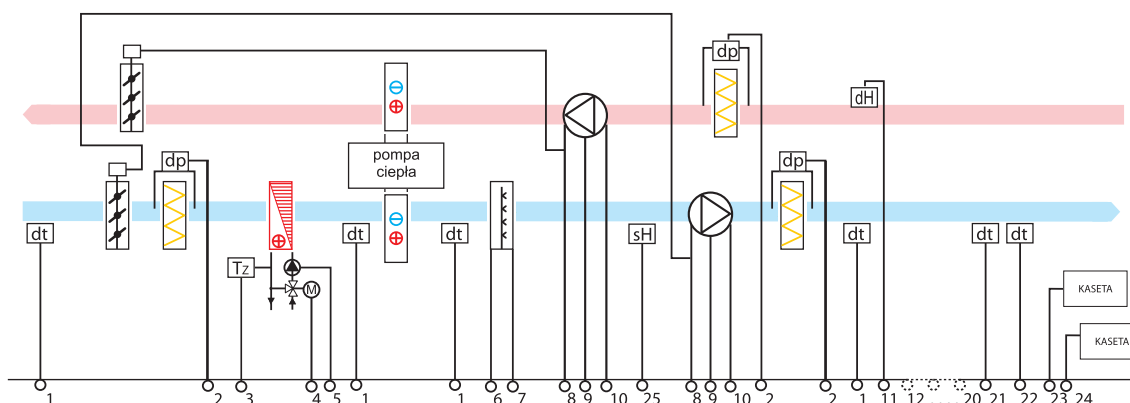 dp
dH
pompa
ciepła
dp
dp
dt
dt
dt
sH
dt
dt
dt
Tz
M
KASETA
KASETA
1 2 3 4 5 1 1 6 7 8 9 10 25 8 9 10 2 2 1 11 12 20 21 22 23 24